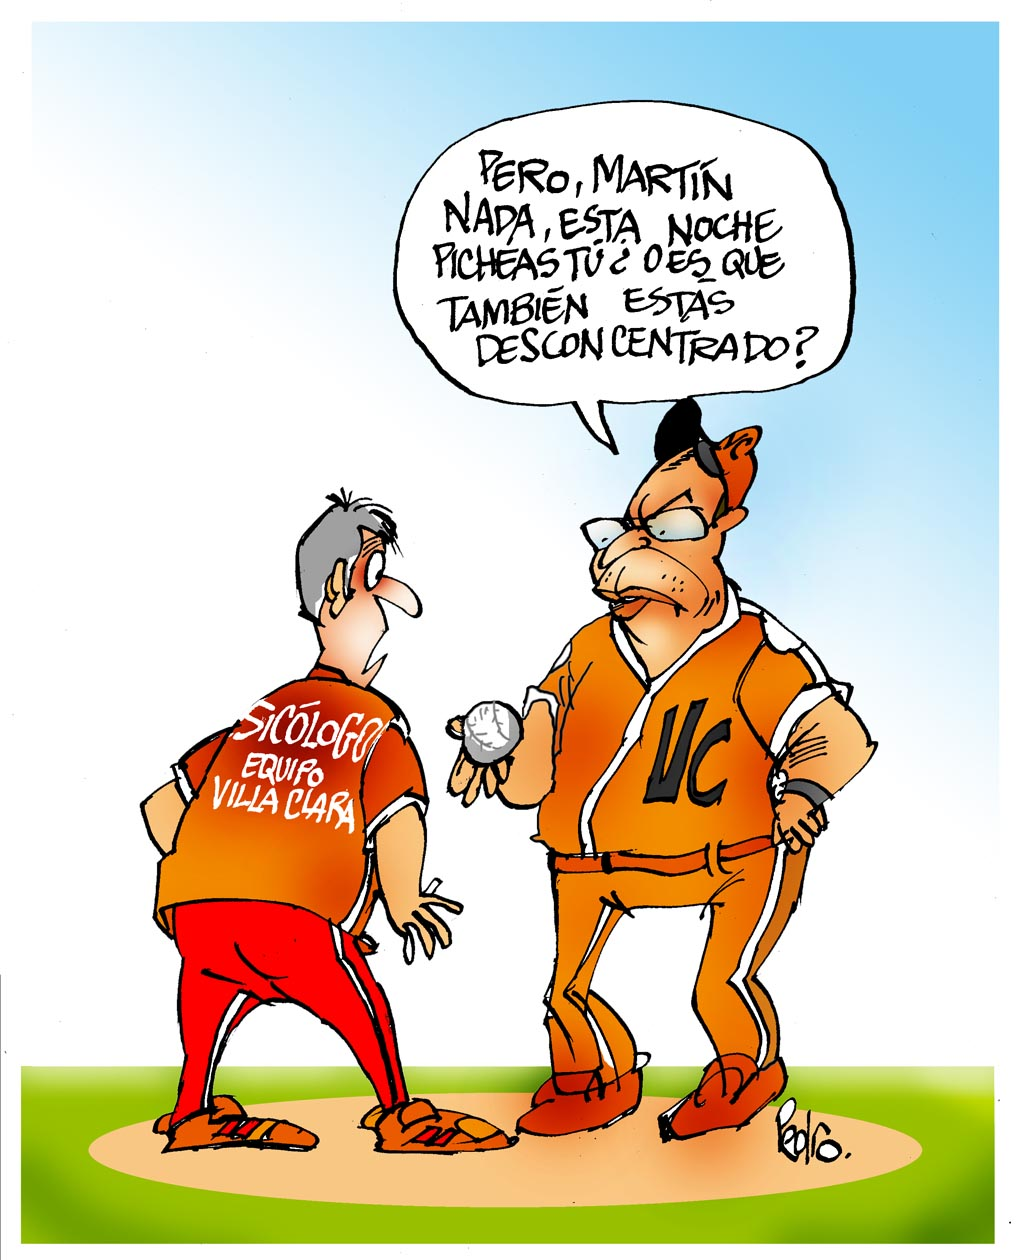 PERO, MARTÍN
NADA, ESTA NOCHE
PICHEAS TÚ ¿ O ES QUE
TAMBIÉN ESTÁS
DESCONCENTRADO?
SICÓLOGO
EQUIPO
VILLA CLARA
VC
Pedro.